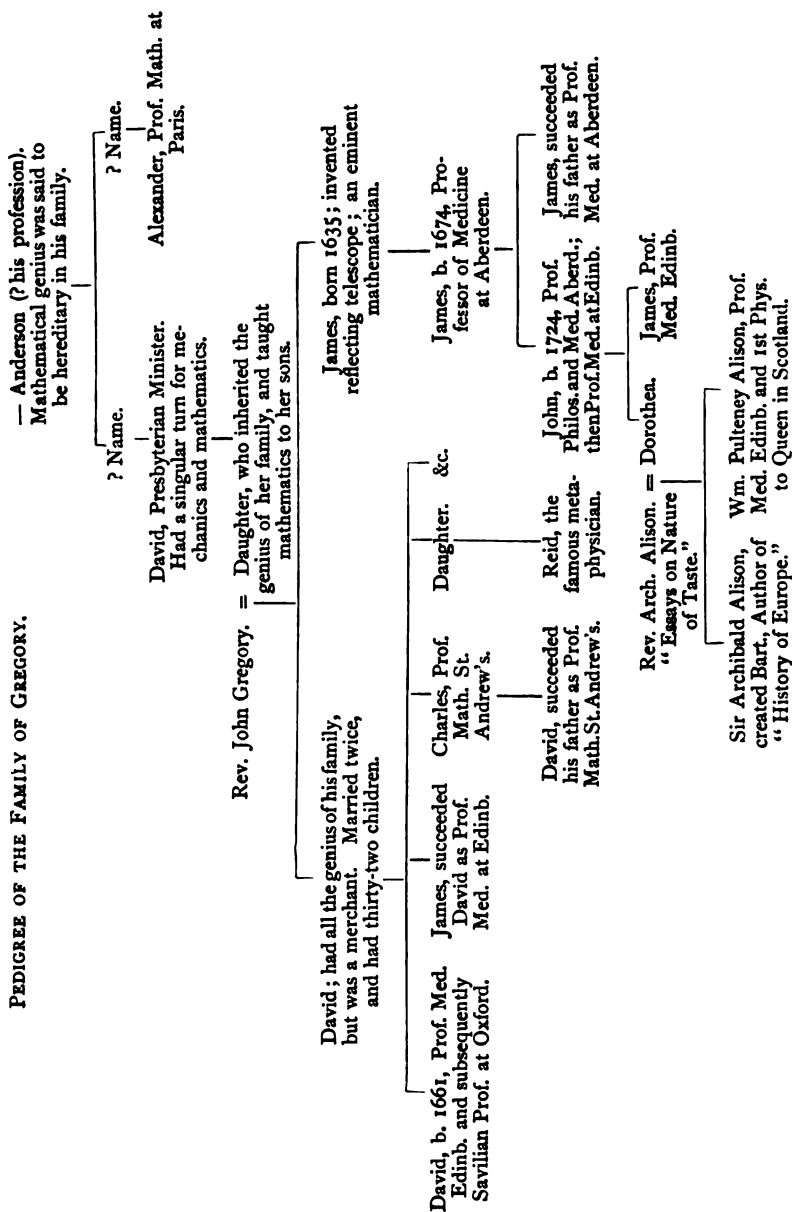 PEDIGREE OF THE FAMILY OF GREGORY.
— Anderson (? his profession).
Mathematical genius was said to
be hereditary in his family.
? Name.
? Name.
David, Presbyterian Minister.
Had a singular turn for me-
chanics and mathematics.
Alexander, Prof. Math. at
Paris.
Rev. John Gregory. = Daughter, who inherited the
genius of her family, and taught
mathematics to her sons.
David; had all the genius of his family,
but was a merchant. Married twice,
and had thirty-two children.
James, born 1635; invented
reflecting telescope; an eminent
mathematician.
David, b. 1661, Prof. Med.
Edinb. and subsequently
Savilian Prof. at Oxford.
James, succeeded
David as Prof.
Med. at Edinb.
Charles, Prof.
Math. St.
Andrew's.
Daughter.
&c.
James, b. 1674, Pro-
fessor of Medicine
at Aberdeen.
David, succeeded
his father as Prof.
Math. St. Andrew's.
Reid, the
famous meta-
physician.
John, b. 1724, Prof.
Philos. and Med. Aberd.;
then Prof. Med. at Edinb.
James, succeeded
his father as Prof.
Med. at Aberdeen.
Rev. Arch. Alison. = Dorothea.
"Essays on Nature
of Taste."
James, Prof.
Med. Edinb.
Sir Archibald Alison,
created Bart., Author of
"History of Europe."
Wm. Pulteney Alison, Prof.
Med. Edinb. and 1st Phys.
to Queen in Scotland.